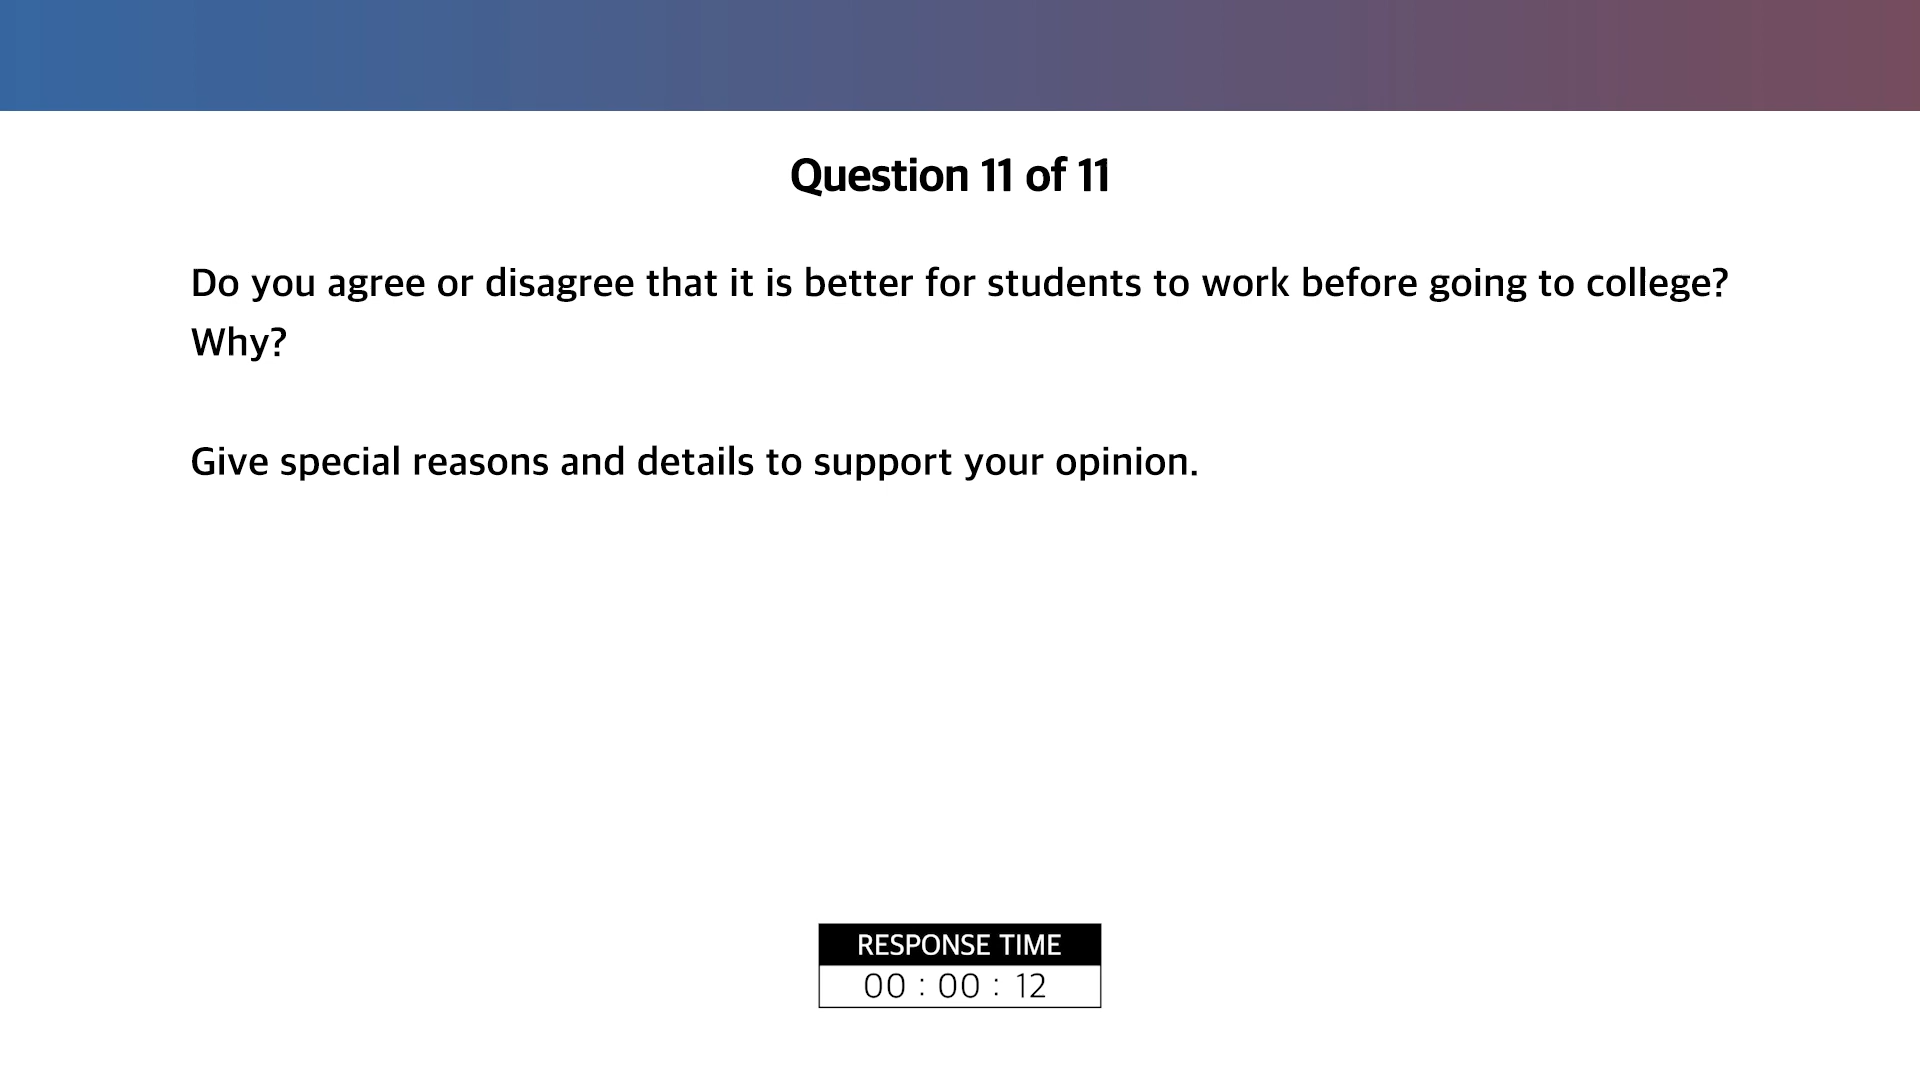 Question 11 of 11
Do you agree or disagree that it is better for students to work before going to college?
Why?
Give special reasons and details to support your opinion.
RESPONSE TIME
00 : 00 : 12